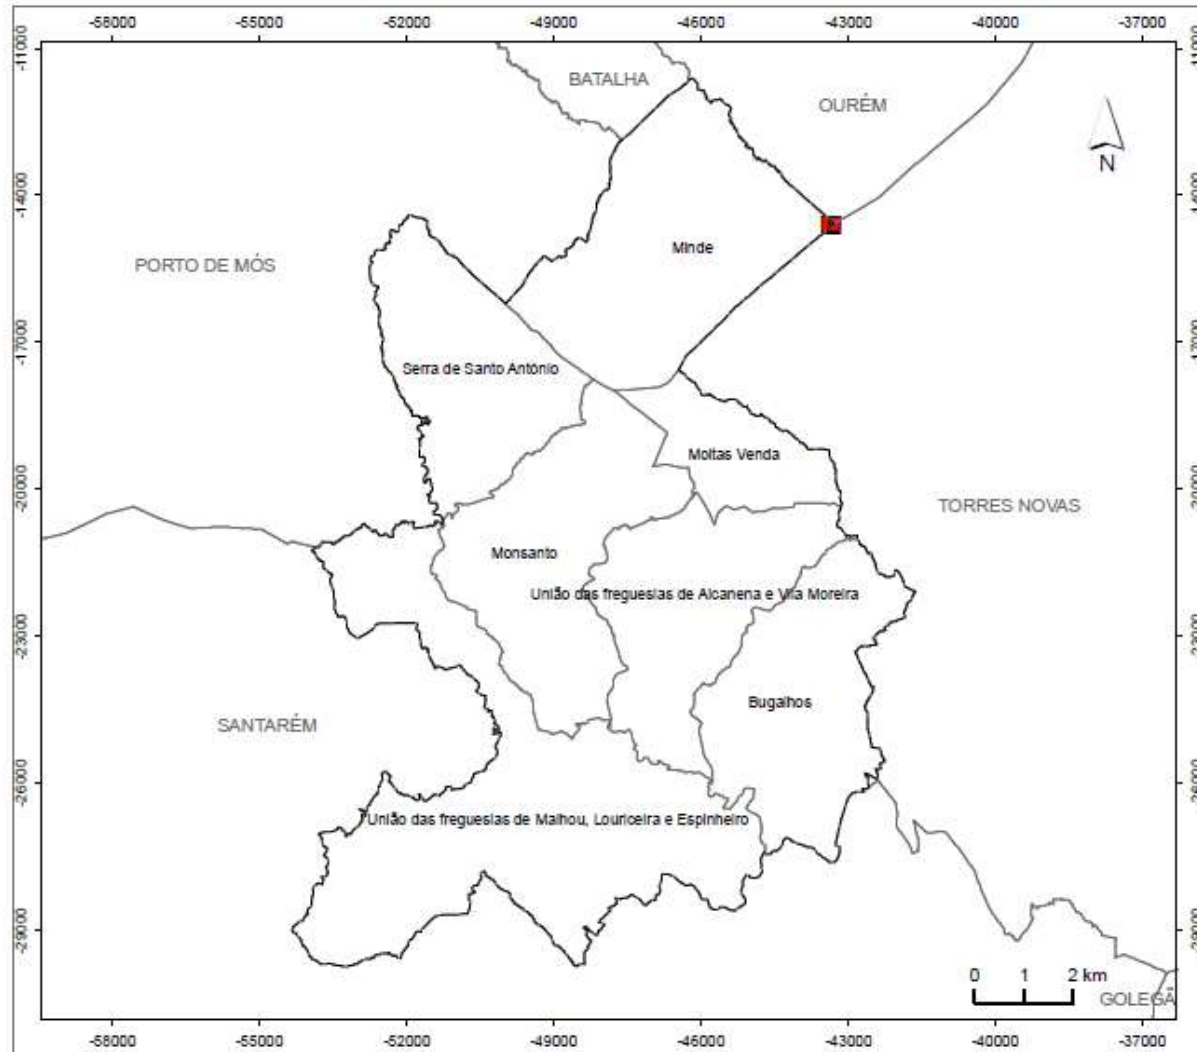 -58000 -55000 -52000 -49000 -46000 -43000 -40000 -37000
-11000
BATALHA
OURÉM
N
-14000
Minde
PORTO DE MÓS
-17000
Serra de Santo António
Moitas Venda
-20000
TORRES NOVAS
Monsanto
União das freguesias de Alcanena e Vila Moreira
-23000
Bugalhos
SANTARÉM
-26000
União das freguesias de Malhou, Louriceira e Espinheiro
-29000
0 1 2 km
GOLEGÃ
-58000 -55000 -52000 -49000 -46000 -43000 -40000 -37000